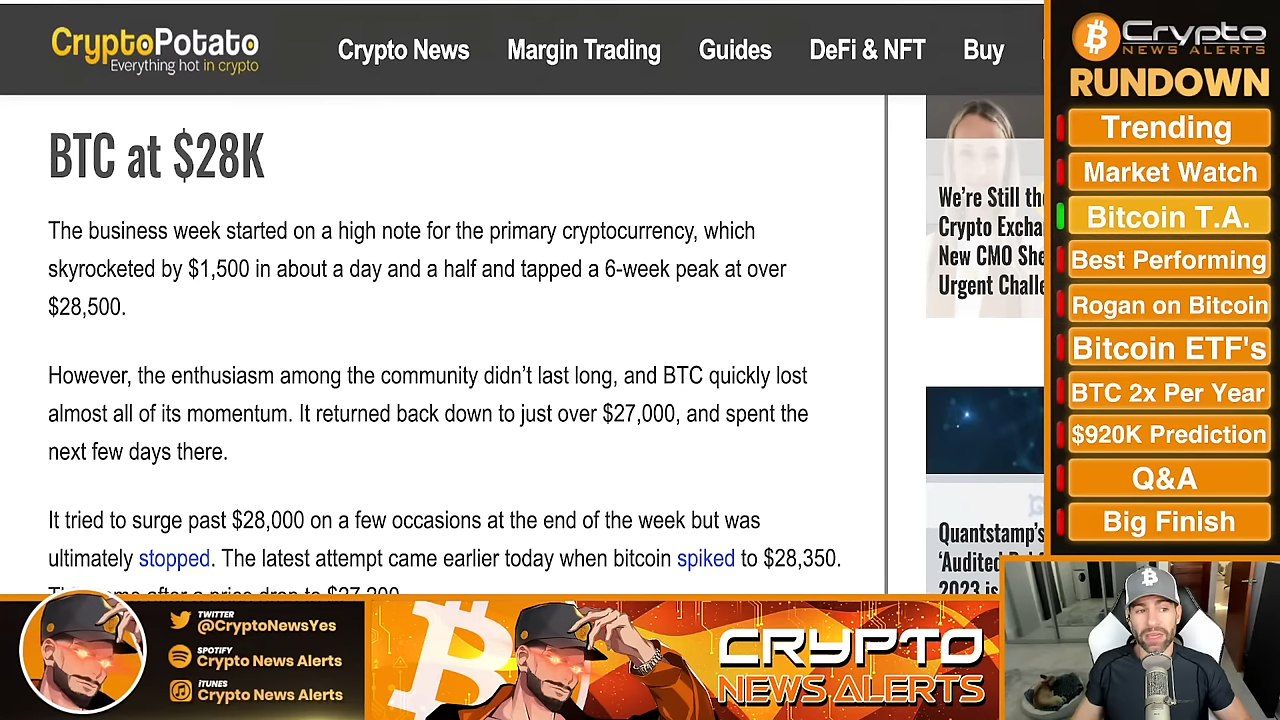 CryptoPotato
Everything hot in crypto
Crypto News
Margin Trading
Guides
DeFi & NFT
Buy
BTC at $28K
The business week started on a high note for the primary cryptocurrency, which
skyrocketed by $1,500 in about a day and a half and tapped a 6-week peak at over
$28,500.
However, the enthusiasm among the community didn’t last long, and BTC quickly lost
almost all of its momentum. It returned back down to just over $27,000, and spent the
next few days there.
It tried to surge past $28,000 on a few occasions at the end of the week but was
ultimately stopped. The latest attempt came earlier today when bitcoin spiked to $28,350.
after a price drop to $27,200
We’re Still th
Crypto Excha
New CMO She
Urgent Challe
Quantstamp’s
‘Audited
2023 is
Crypto
NEWS ALERTS
RUNDOWN
Trending
Market Watch
Bitcoin T.A.
Best Performing
Rogan on Bitcoin
Bitcoin ETF's
BTC 2x Per Year
$920K Prediction
Q&A
Big Finish
TWITTER
@CryptoNewsYes
SPOTIFY
Crypto News Alerts
iTUNES
Crypto News Alerts
CRYPTO
NEWS ALERTS